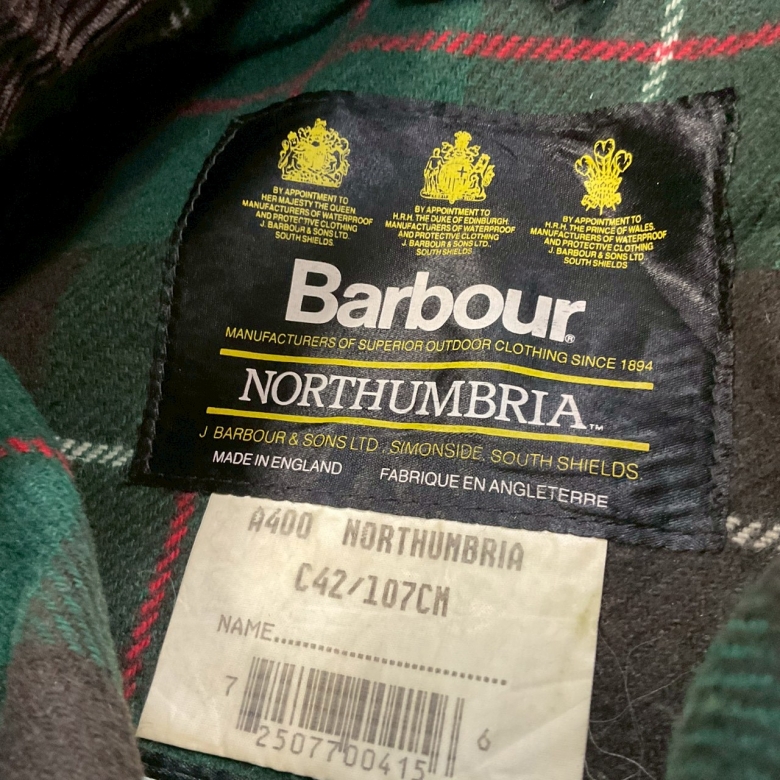 BY APPOINTMENT TO
HER MAJESTY THE QUEEN
MANUFACTURERS OF WATERPROOF
AND PROTECTIVE CLOTHING
J. BARBOUR & SONS LTD.
SOUTH SHIELDS.
BY APPOINTMENT TO
H.R.H. THE DUKE OF EDINBURGH.
MANUFACTURERS OF WATERPROOF
AND PROTECTIVE CLOTHING
J. BARBOUR & SONS LTD.
SOUTH SHIELDS.
BY APPOINTMENT TO
H.R.H. THE PRINCE OF WALES.
MANUFACTURERS OF WATERPROOF
AND PROTECTIVE CLOTHING
J. BARBOUR & SONS LTD
SOUTH SHIELDS
Barbour®
MANUFACTURERS OF SUPERIOR OUTDOOR CLOTHING SINCE 1894
NORTHUMBRIA™
J BARBOUR & SONS LTD. SIMONSIDE. SOUTH SHIELDS.
MADE IN ENGLAND FABRIQUE EN ANGLETERRE
A400 NORTHUMBRIA
C42/107CM
NAME
7 2507700415 6